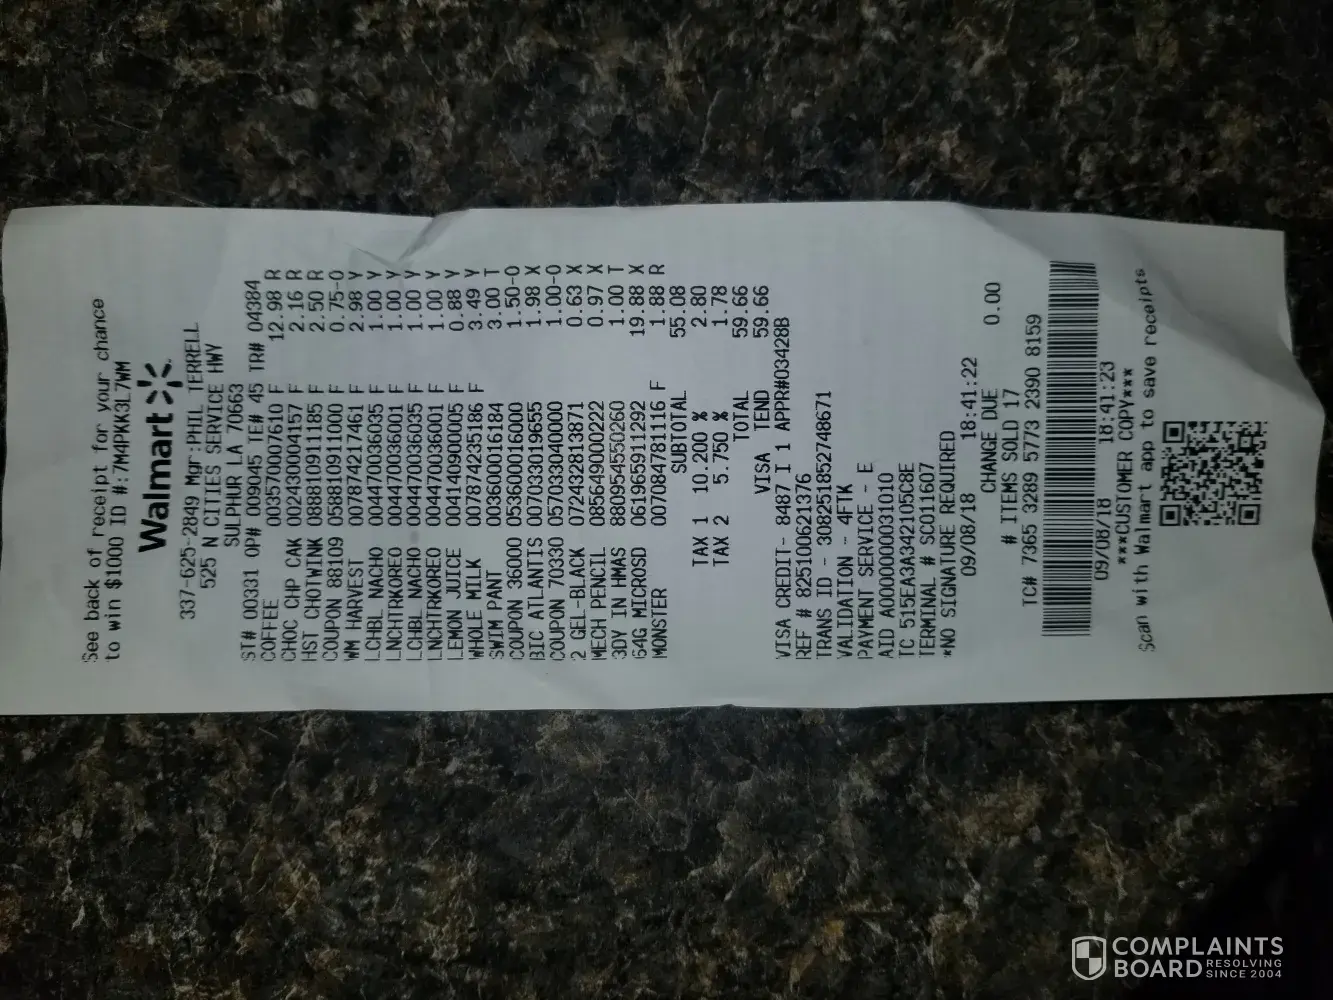 See back of receipt for your chance
to win $1000 ID #:7M4PKK3L7WM
Walmart
337-625-2849 Mgr:PHIL TERRELL
525 N CITIES SERVICE HWY
SULPHUR LA 70663
ST# 00331 OP# 009045 TE# 45 TR# 04384
COFFEE 003570007610 F 12.98 R
CHOC CHP CAK 002430004157 F 2.16 R
HST CHOTWINK 088810911185 F 2.50 R
COUPON 88109 058810911000 F 0.75-O
WM HARVEST 007874217461 F 2.98 Y
LCHBL NACHO 004470036035 F 1.00 Y
LNCHTRKOREO 004470036001 F 1.00 Y
LCHBL NACHO 004470036035 F 1.00 Y
LNCHTRKOREO 004470036001 F 1.00 Y
LEMON JUICE 004140090005 F 0.88 Y
WHOLE MILK 007874235186 F 3.49 Y
SWIM PANT 003600016184 3.00 T
COUPON 36000 053600016000 1.50-O
BIC ATLANTIS 007033019655 1.98 X
COUPON 70330 057033040000 1.00-O
2 GEL-BLACK 072432813871 0.63 X
MECH PENCIL 085649000222 0.97 X
3DY IN HMAS 880954550260 1.00 T
64G MICROSD 061965911292 19.88 X
MONSTER 007084781116 F 1.88 R
SUBTOTAL 55.08
TAX 1 10.200 % 2.80
TAX 2 5.750 % 1.78
TOTAL 59.66
VISA TEND 59.66
VISA CREDIT- 8487 I 1 APPR#03428B
REF # 825100621376
TRANS ID - 308251852748671
VALIDATION - 4FTK
PAYMENT SERVICE - E
AID A0000000031010
TC 515EA3A342105C8E
TERMINAL # SC011607
*NO SIGNATURE REQUIRED
09/08/18 18:41:22
CHANGE DUE 0.00
# ITEMS SOLD 17
TC# 7365 3289 5773 2390 8159
09/08/18 18:41:23
***CUSTOMER COPY***
Scan with Walmart app to save receipts
COMPLAINTS
BOARD RESOLVING
SINCE 2004